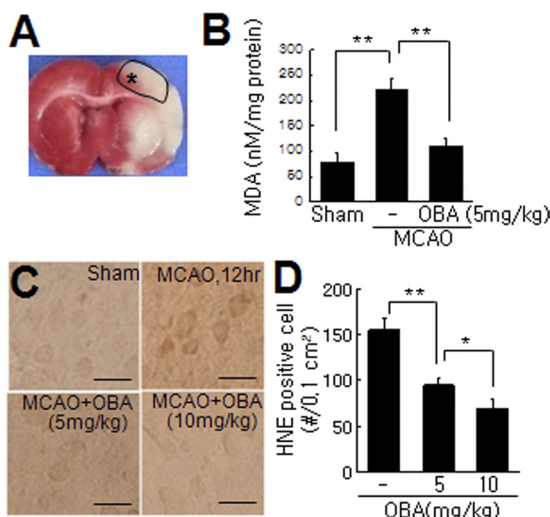 A
*
B
MDA (nM/mg protein)
300
250
200
150
100
50
0
**
**
Sham
-
OBA (5mg/kg)
MCAO
C
Sham
MCAO,12hr
MCAO+OBA
(5mg/kg)
MCAO+OBA
(10mg/kg)
D
HNE positive cell
(#/0,1 cm²)
200
150
100
50
0
**
*
-
5
10
OBA(mg/kg)